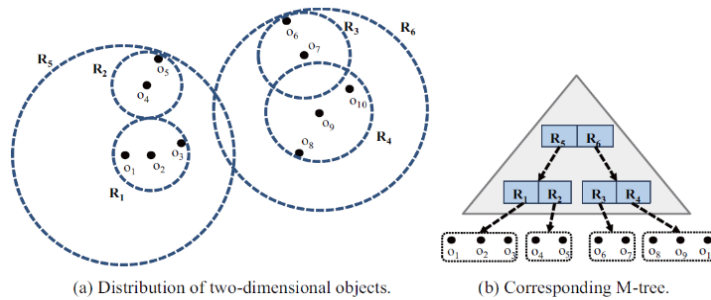 R5
R2
o5
o4
o3
o1
o2
R1
o6
R3
R6
o7
o10
o9
o8
R4
R5 R6
R1 R2 R3 R4
o1 o2 o3 o4 o5 o6 o7 o8 o9 o1
(a) Distribution of two-dimensional objects.
(b) Corresponding M-tree.